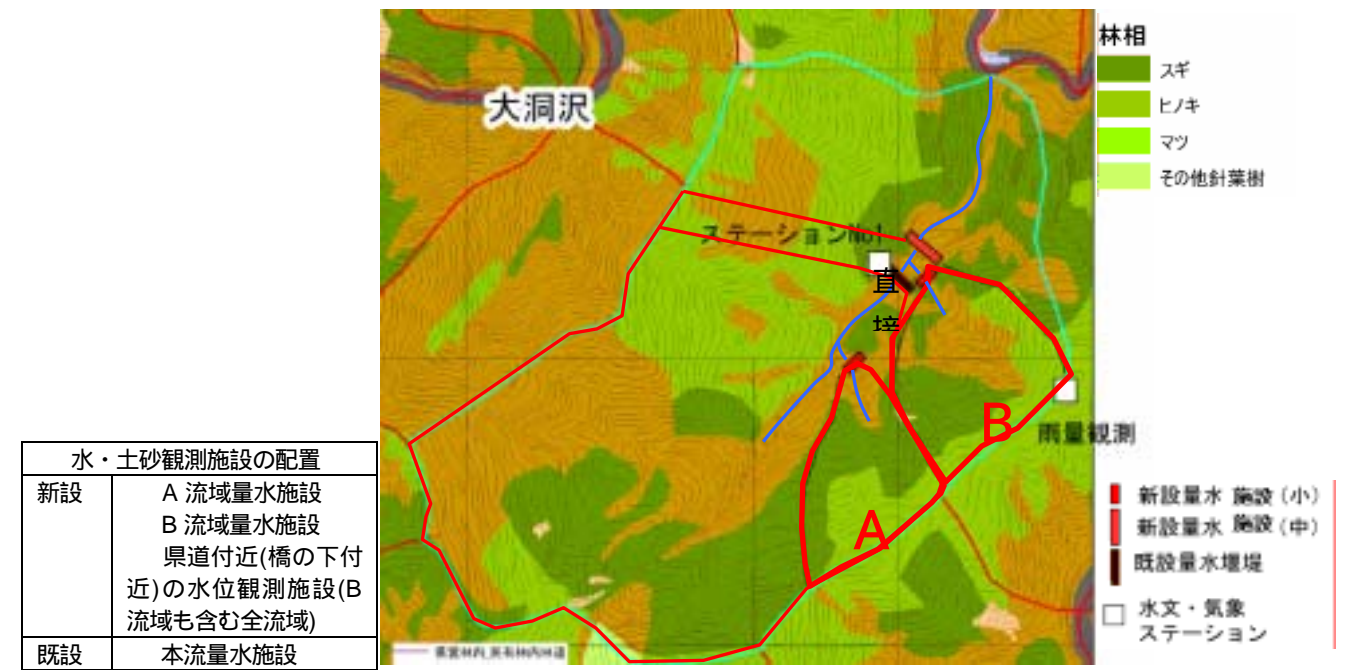 林相
スギ
ヒノキ
マツ
その他針葉樹
大洞沢
ステーションNo1
直
B
雨量観測
A
水・土砂観測施設の配置
新設
A 流域量水施設
B 流域量水施設
県道付近(橋の下付
近)の水位観測施設(B
流域も含む全流域)
既設
本流量水施設
新設量水 施設 (小)
新設量水 施設 (中)
既設量水堰堤
水文・気象
ステーション